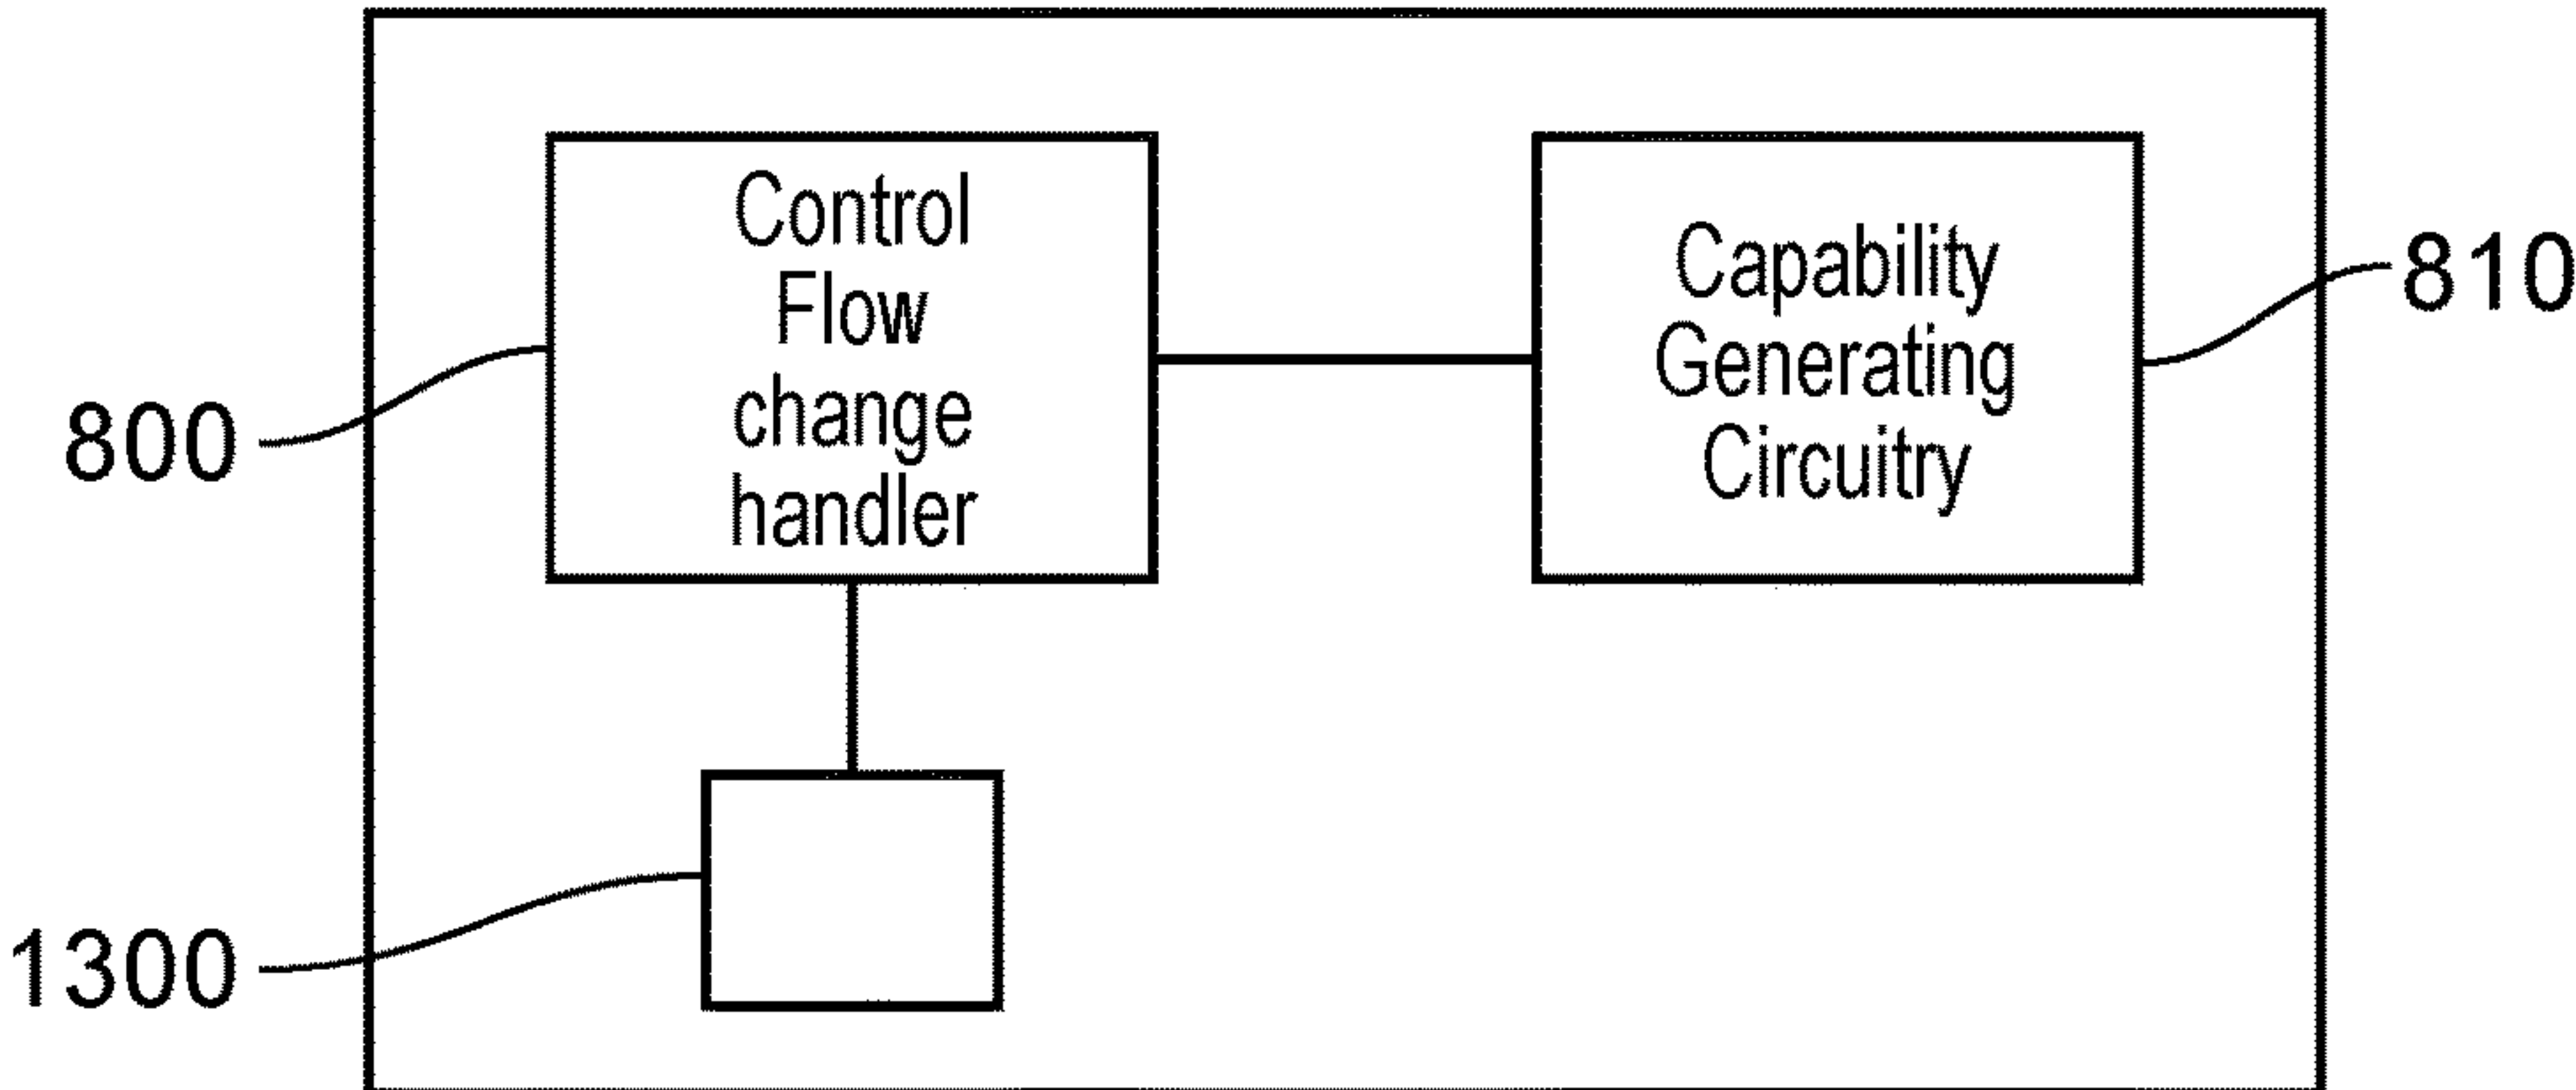 Control
Flow
change
handler
Capability
Generating
Circuitry
800
810
1300